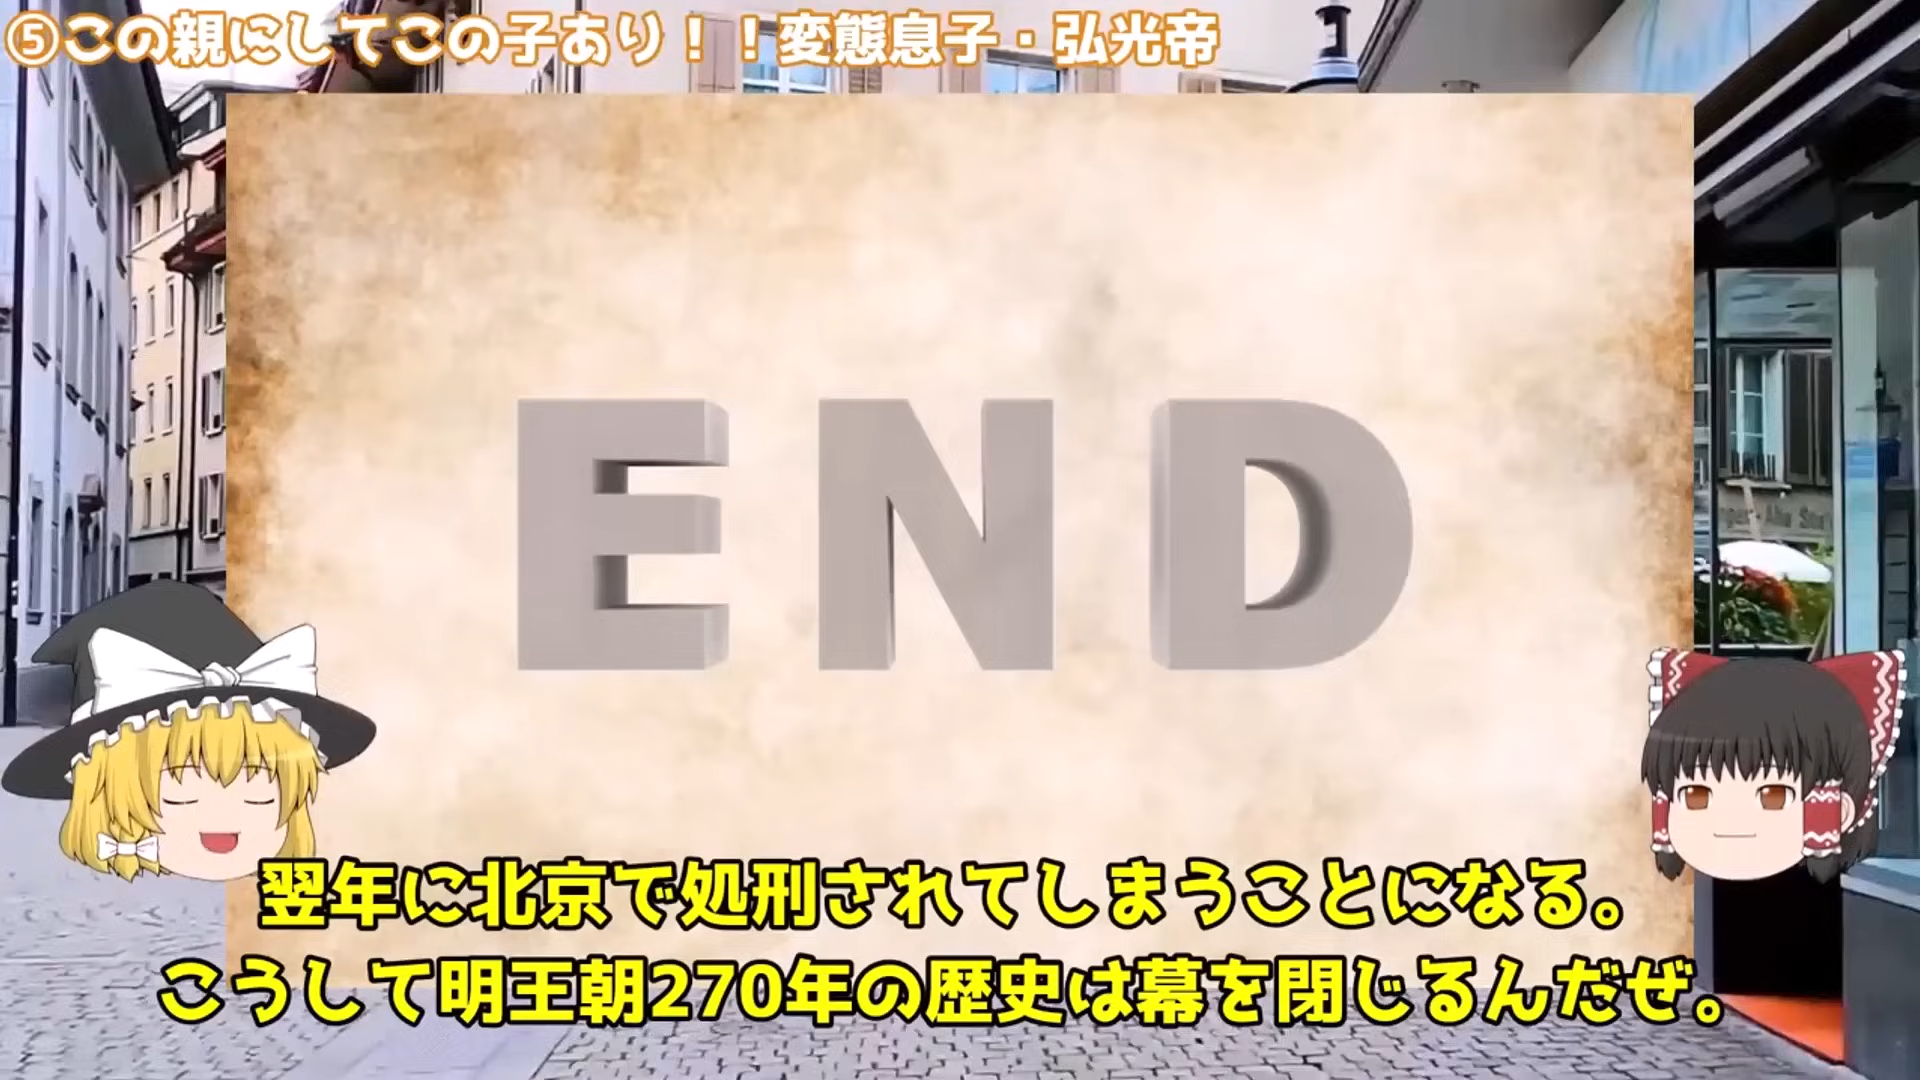 ⑤この親にしてこの子あり！！変態息子・弘光帝
END
翌年に北京で処刑されてしまうことになる。
こうして明王朝270年の歴史は幕を閉じるんだぜ。